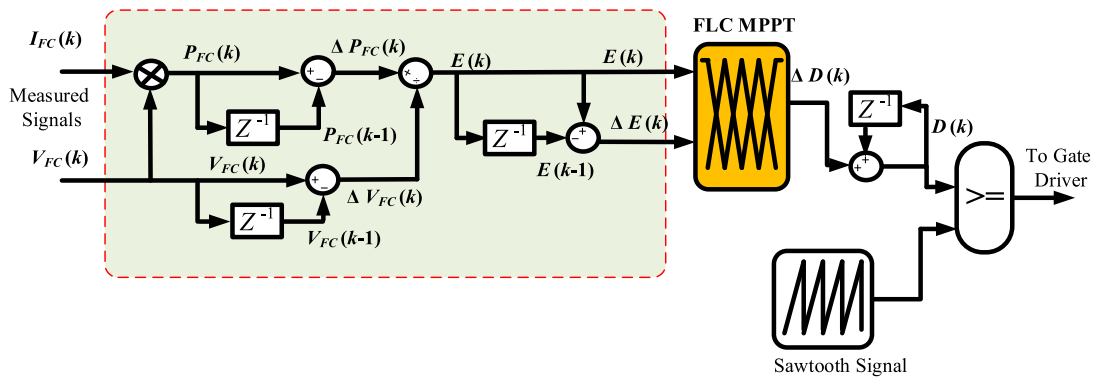 FLC MPPT
I_FC(k)
P_FC(k)
Δ P_FC(k)
E(k)
E(k)
+
−
×
÷
Δ D(k)
Measured
Signals
Z⁻¹
P_FC(k-1)
Z⁻¹
−
+
Δ E(k)
E(k-1)
Z⁻¹
D(k)
+
+
V_FC(k)
V_FC(k)
V_FC(k)
+
−
Δ V_FC(k)
Z⁻¹
V_FC(k-1)
>=
To Gate
Driver
Sawtooth Signal